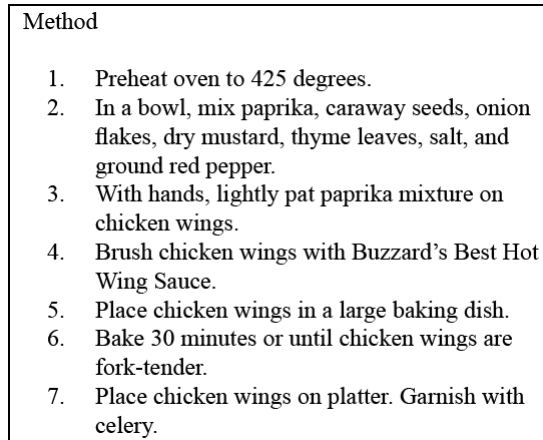 Method
1. Preheat oven to 425 degrees.
2. In a bowl, mix paprika, caraway seeds, onion
flakes, dry mustard, thyme leaves, salt, and
ground red pepper.
3. With hands, lightly pat paprika mixture on
chicken wings.
4. Brush chicken wings with Buzzard’s Best Hot
Wing Sauce.
5. Place chicken wings in a large baking dish.
6. Bake 30 minutes or until chicken wings are
fork-tender.
7. Place chicken wings on platter. Garnish with
celery.